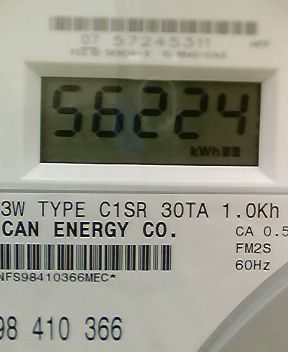 07 57245311
56224
kWh
3W TYPE C1SR 30TA 1.0Kh
CAN ENERGY CO.
CA 0.5
FM2S
60Hz
NFS98410366MEC*
98 410 366